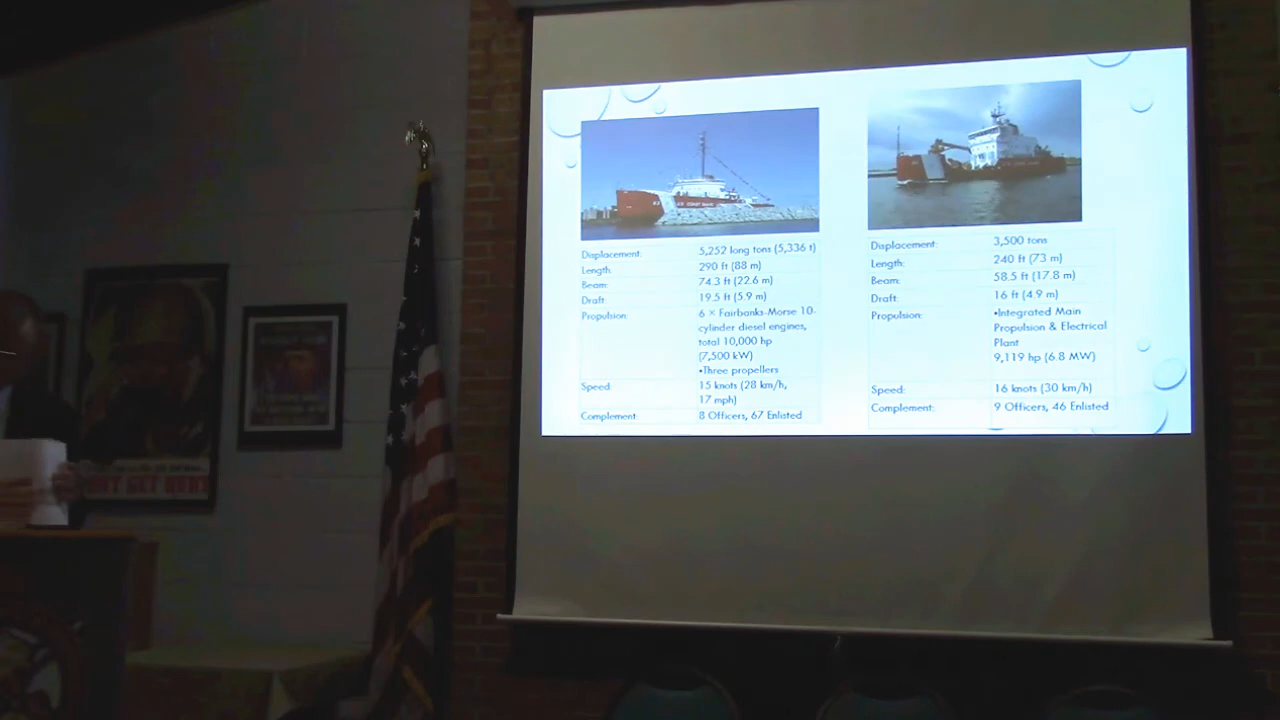 Displacement: 5,252 long tons (5,336 t)
Length: 290 ft (88 m)
Beam: 74.3 ft (22.6 m)
Draft: 19.5 ft (5.9 m)
Propulsion: 6 × Fairbanks-Morse 10-
cylinder diesel engines,
total 10,000 hp
(7,500 kW)
•Three propellers
Speed: 15 knots (28 km/h,
17 mph)
Complement: 8 Officers, 67 Enlisted
Displacement: 3,500 tons
Length: 240 ft (73 m)
Beam: 58.5 ft (17.8 m)
Draft: 16 ft (4.9 m)
Propulsion: •Integrated Main
Propulsion & Electrical
Plant
9,119 hp (6.8 MW)
Speed: 16 knots (30 km/h)
Complement: 9 Officers, 46 Enlisted